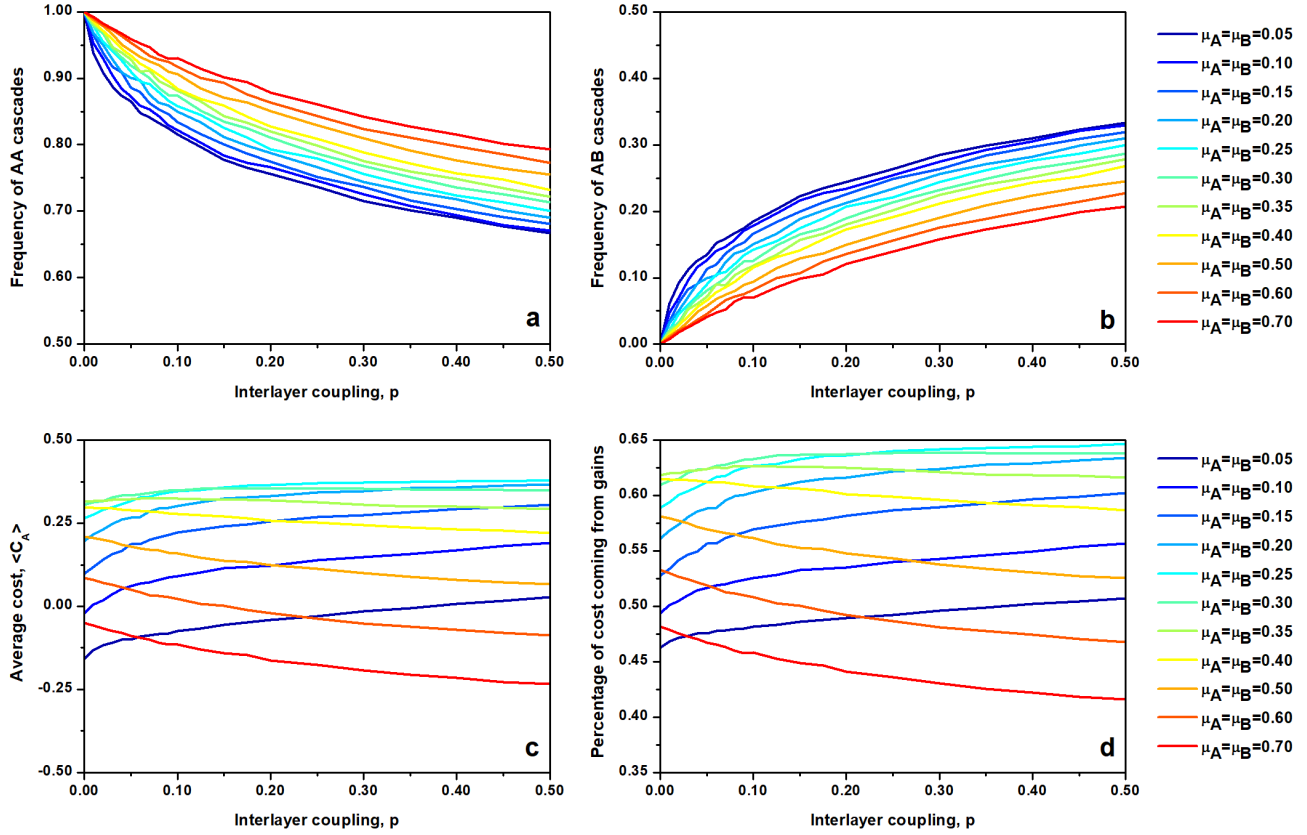 1.00
0.90
0.80
0.70
0.60
0.50
Frequency of AA cascades
a
0.00 0.10 0.20 0.30 0.40 0.50
Interlayer coupling, p
0.50
0.40
0.30
0.20
0.10
0.00
Frequency of AB cascades
b
0.00 0.10 0.20 0.30 0.40 0.50
Interlayer coupling, p
μA=μB=0.05
μA=μB=0.10
μA=μB=0.15
μA=μB=0.20
μA=μB=0.25
μA=μB=0.30
μA=μB=0.35
μA=μB=0.40
μA=μB=0.50
μA=μB=0.60
μA=μB=0.70
0.50
0.25
0.00
-0.25
-0.50
Average cost, <CA>
c
0.00 0.10 0.20 0.30 0.40 0.50
Interlayer coupling, p
0.65
0.60
0.55
0.50
0.45
0.40
0.35
Percentage of cost coming from gains
d
0.00 0.10 0.20 0.30 0.40 0.50
Interlayer coupling, p
μA=μB=0.05
μA=μB=0.10
μA=μB=0.15
μA=μB=0.20
μA=μB=0.25
μA=μB=0.30
μA=μB=0.35
μA=μB=0.40
μA=μB=0.50
μA=μB=0.60
μA=μB=0.70